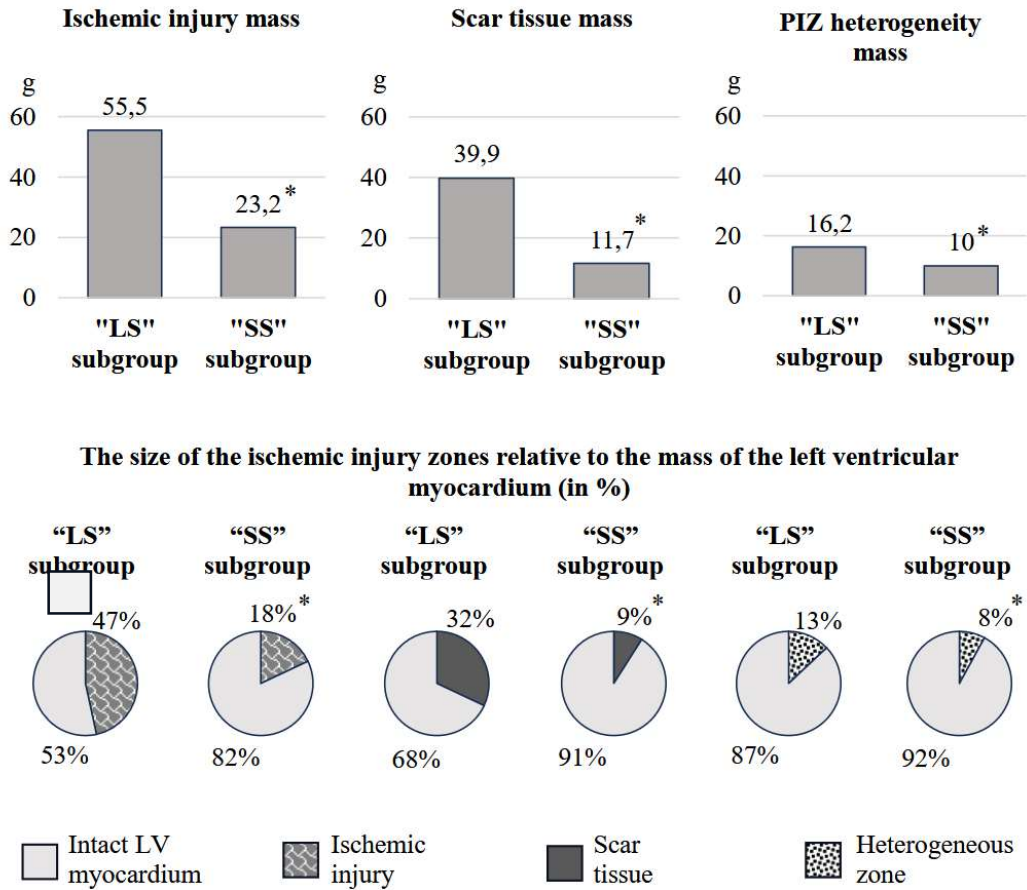 Ischemic injury mass
Scar tissue mass
PIZ heterogeneity
mass
g
60
40
20
0
55,5
23,2*
"LS"
subgroup
"SS"
subgroup
g
60
40
20
0
39,9
11,7*
"LS"
subgroup
"SS"
subgroup
g
60
40
20
0
16,2
10*
"LS"
subgroup
"SS"
subgroup
The size of the ischemic injury zones relative to the mass of the left ventricular
myocardium (in %)
“LS”
subgroup
47%
53%
“SS”
subgroup
18%*
82%
“LS”
subgroup
32%
68%
“SS”
subgroup
9%*
91%
“LS”
subgroup
13%
87%
“SS”
subgroup
8%*
92%
Intact LV
myocardium
Ischemic
injury
Scar
tissue
Heterogeneous
zone